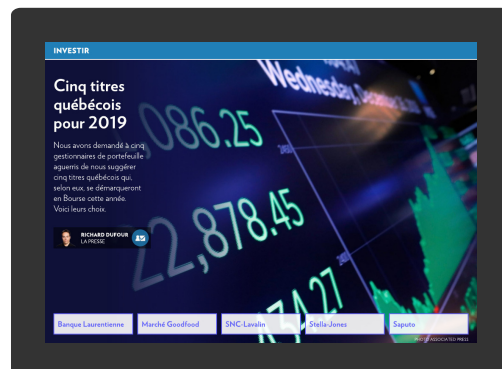 INVESTIR
Cinq titres
québécois
pour 2019
Nous avons demandé à cinq
gestionnaires de portefeuille
aguerris de nous suggérer
cinq titres québécois qui,
selon eux, se démarqueront
en Bourse cette année.
Voici leurs choix.
RICHARD DUFOUR
LA PRESSE
Wednesday,
086.25
22,878.45
434.27
Banque Laurentienne
Marché Goodfood
SNC-Lavalin
Stella-Jones
Saputo
PHOTO ASSOCIATED PRESS